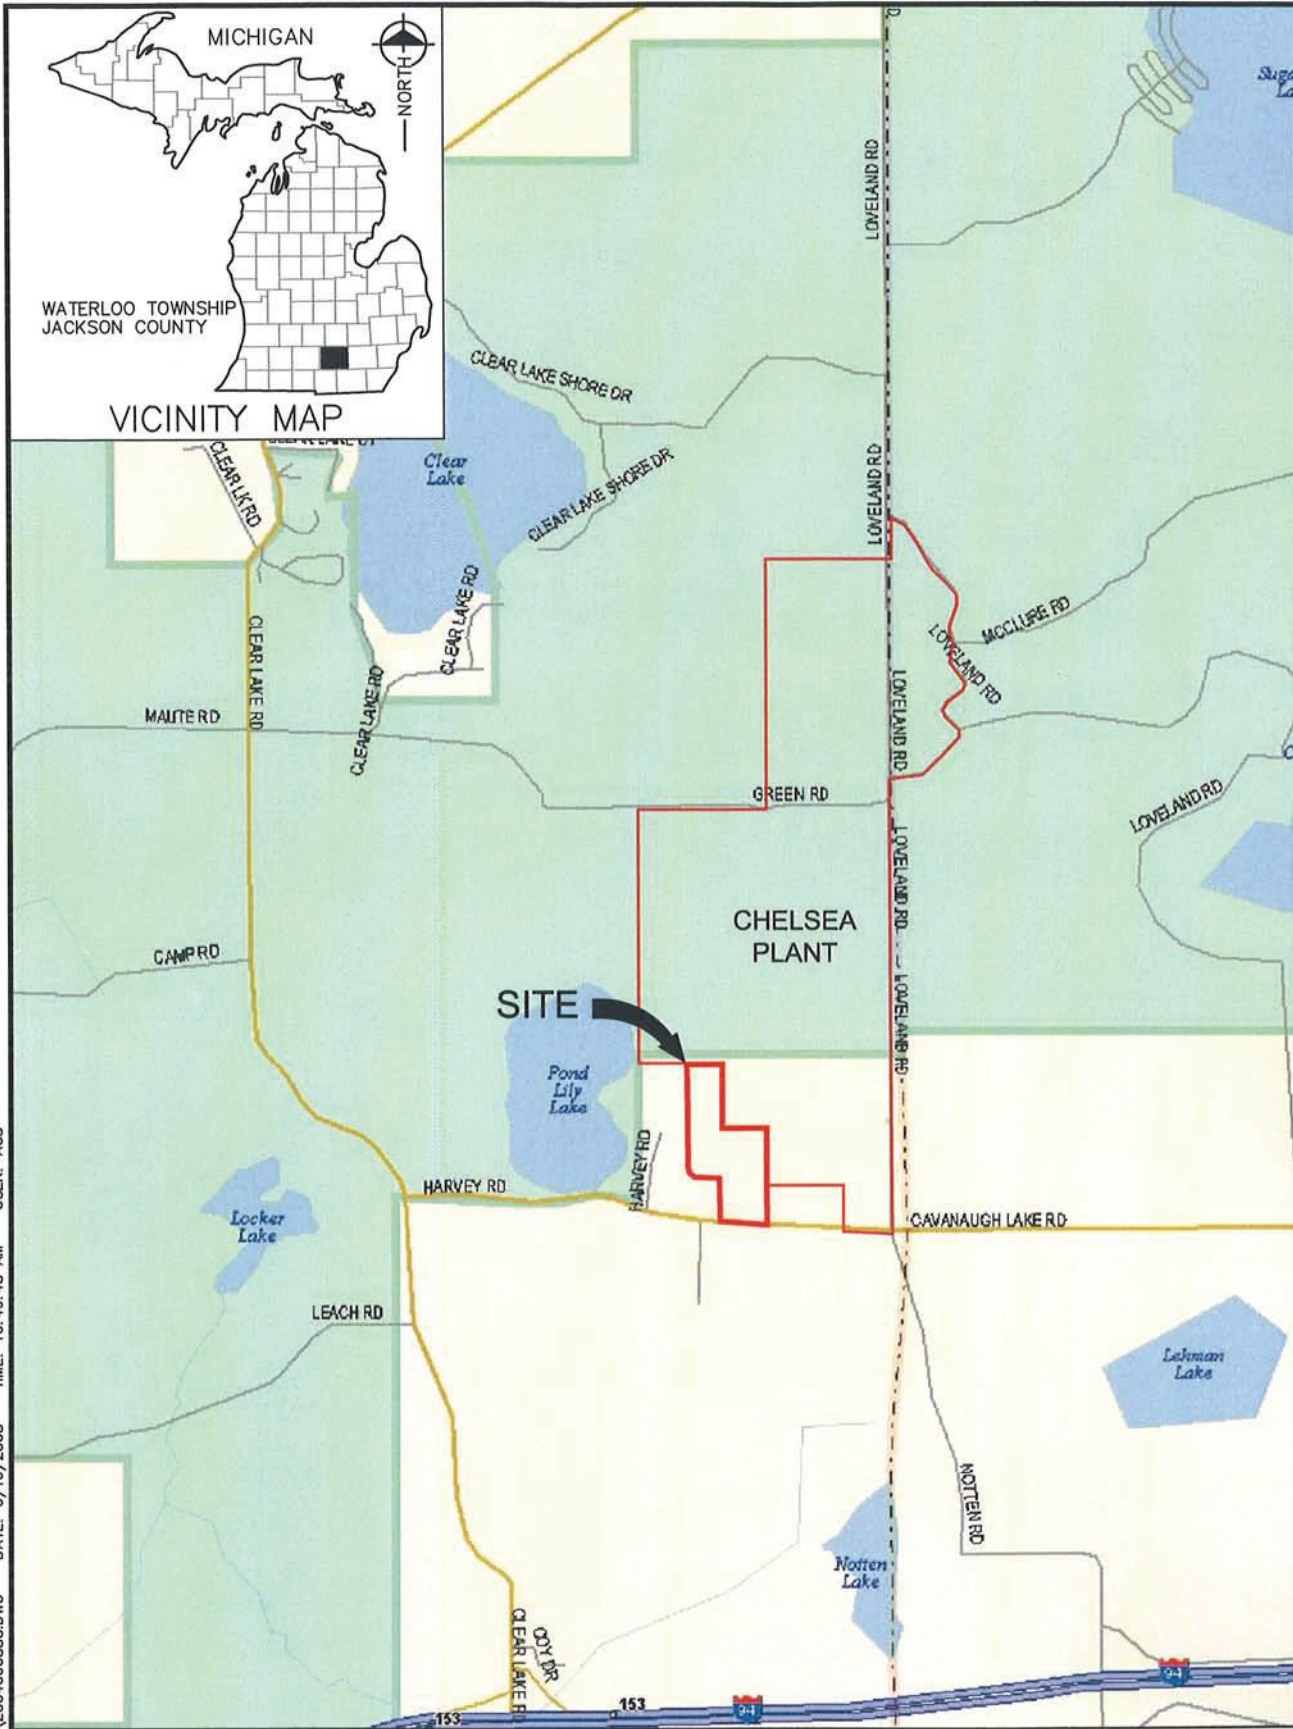 MICHIGAN
NORTH
WATERLOO TOWNSHIP
JACKSON COUNTY
VICINITY MAP
LOVELAND RD
CLEAR LAKE SHORE DR
CLEAR LK RD
Clear
Lake
CLEAR LAKE SHORE DR
LOVELAND RD
CLEAR LAKE RD
CLEAR LAKE RD
CLEAR LAKE RD
MCCLURE RD
LOVELAND RD
LOVELAND RD
MAUTE RD
GREEN RD
LOVELAND RD
LOVELAND RD
CHELSEA
PLANT
CAMP RD
LOVELAND RD
SITE
Pond
Lily
Lake
HARVEY RD
HARVEY RD
CAVANAUGH LAKE RD
Locker
Lake
LEACH RD
Lehman
Lake
NOTTEN RD
Notten
Lake
CLEAR LAKE RD
COY DR
153
153
94
94